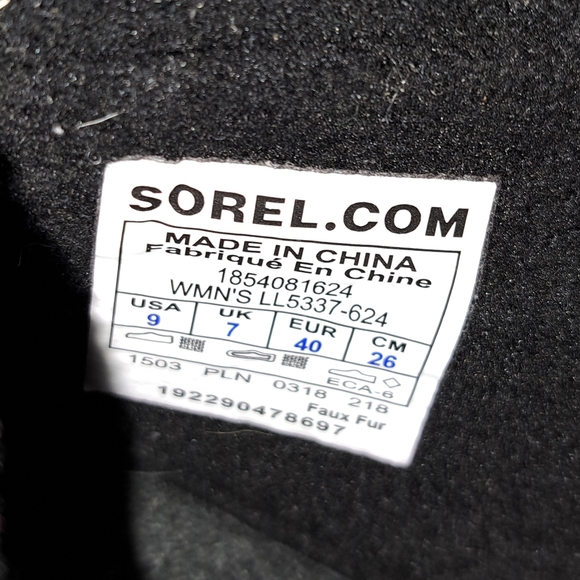 SOREL.COM
MADE IN CHINA
Fabriqué En Chine
1854081624
WMN'S LL5337-624
USA UK EUR CM
9 7 40 26
ECA-6
1503 PLN 0318 218
192290478697 Faux Fur